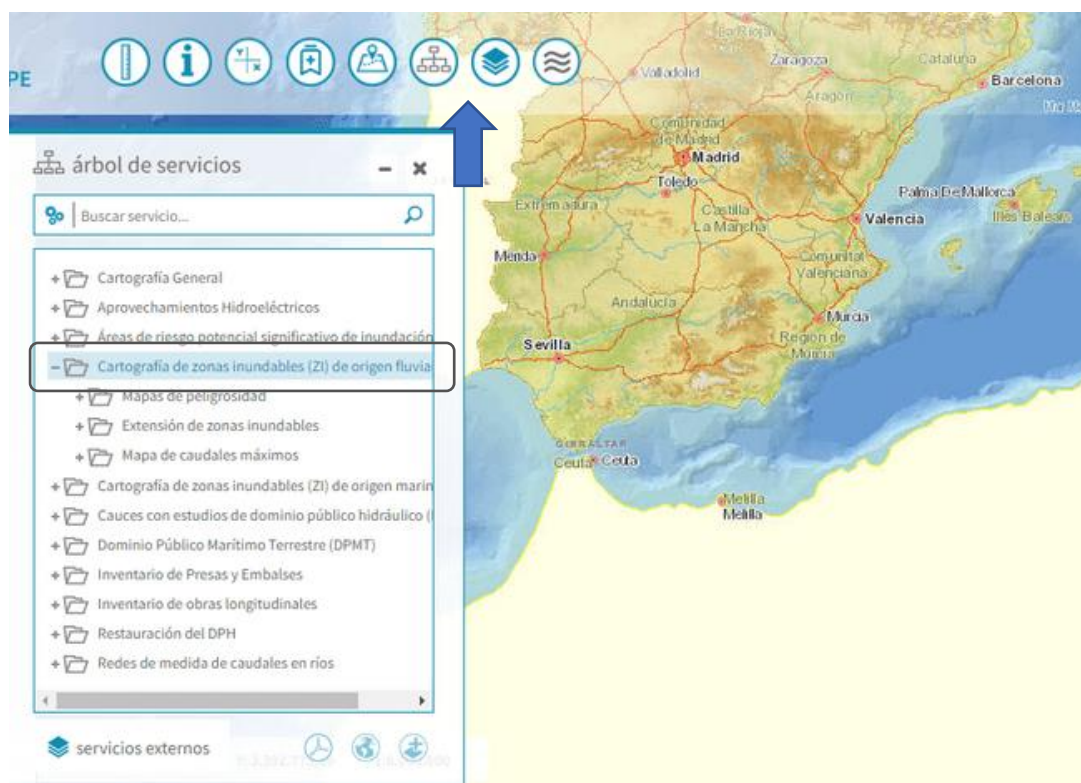 PE
árbol de servicios
Buscar servicio...
+ Cartografía General
+ Aprovechamientos Hidroeléctricos
+ Áreas de riesgo potencial significativo de inundación
- Cartografía de zonas inundables (ZI) de origen fluvia
+ Mapas de peligrosidad
+ Extensión de zonas inundables
+ Mapa de caudales máximos
+ Cartografía de zonas inundables (ZI) de origen marin
+ Cauces con estudios de dominio público hidráulico (
+ Dominio Público Marítimo Terrestre (DPMT)
+ Inventario de Presas y Embalses
+ Inventario de obras longitudinales
+ Restauración del DPH
+ Redes de medida de caudales en ríos
servicios externos
La Rioja
Valladolid
Zaragoza
Cataluña
Barcelona
Aragón
Comunidad
de Madrid
Madrid
Toledo
Extremadura
Castilla
La Mancha
Palma De Mallorca
Illes Balears
Valencia
Merida
Comunitat
Valenciana
Andalucía
Murcia
Región de
Murcia
Sevilla
GIBRALTAR
Ceuta
Ceuta
Melilla
Melilla